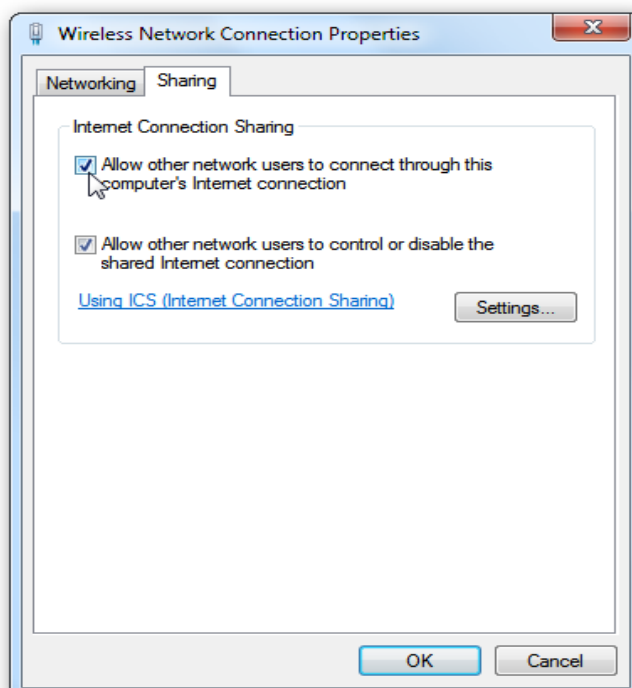 Wireless Network Connection Properties
Networking
Sharing
Internet Connection Sharing
Allow other network users to connect through this
computer's Internet connection
Allow other network users to control or disable the
shared Internet connection
Using ICS (Internet Connection Sharing)
Settings...
OK
Cancel